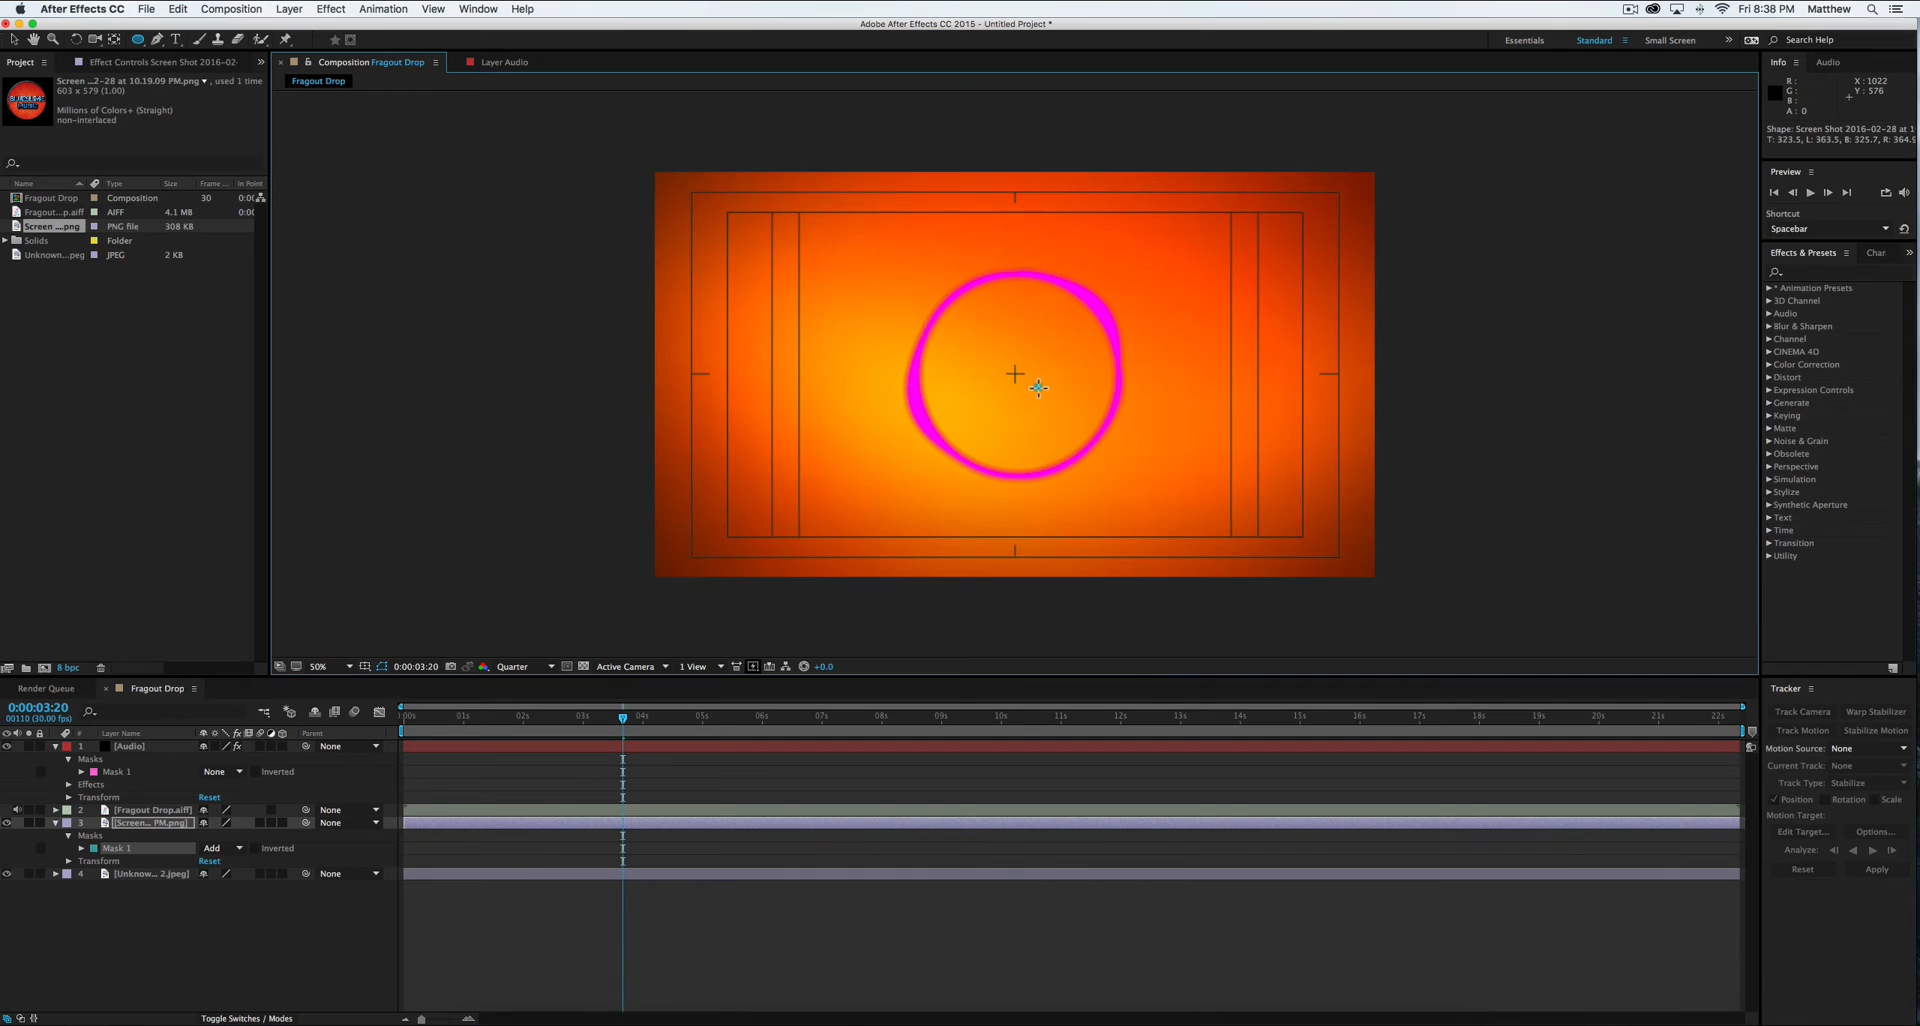 After Effects CC File Edit Composition Layer Effect Animation View Window Help Fri 8:38 PM Matthew
Adobe After Effects CC 2015 - Untitled Project *
Essentials Standard Small Screen Search Help
Project Effect Controls Screen Shot 2016-02- Composition Fragout Drop Layer Audio Info Audio
Fragout Drop
Screen ...2-28 at 10.19.09 PM.png, used 1 time
603 x 579 (1.00)
Millions of Colors+ (Straight)
non-interlaced
R :
G :
B :
A : 0
X : 1022
Y : 576
Shape: Screen Shot 2016-02-28 at 1
T: 323.5, L: 363.5, B: 325.7, R: 364.9
Name Type Size Frame ... In Point
Fragout Drop Composition 30 0:00
Fragout...p.aiff AIFF 4.1 MB 0:00
Screen ....png PNG file 308 KB
Solids Folder
Unknown...peg JPEG 2 KB
8 bpc
Preview
Shortcut
Spacebar
Effects & Presets Char
* Animation Presets
3D Channel
Audio
Blur & Sharpen
Channel
CINEMA 4D
Color Correction
Distort
Expression Controls
Generate
Keying
Matte
Noise & Grain
Obsolete
Perspective
Simulation
Stylize
Synthetic Aperture
Text
Time
Transition
Utility
50% 0:00:03:20 Quarter Active Camera 1 View +0.0
Render Queue Fragout Drop
0:00:03:20
00110 (30.00 fps)
:00s 01s 02s 03s 04s 05s 06s 07s 08s 09s 10s 11s 12s 13s 14s 15s 16s 17s 18s 19s 20s 21s 22s
# Layer Name Parent
1 [Audio] None
Masks
Mask 1 None Inverted
Effects
Transform Reset
2 [Fragout Drop.aiff] None
3 [Screen... PM.png] None
Masks
Mask 1 Add Inverted
Transform Reset
4 [Unknow... 2.jpeg] None
Toggle Switches / Modes
Tracker
Track Camera Warp Stabilizer
Track Motion Stabilize Motion
Motion Source: None
Current Track: None
Track Type: Stabilize
Position Rotation Scale
Motion Target:
Edit Target... Options...
Analyze:
Reset Apply